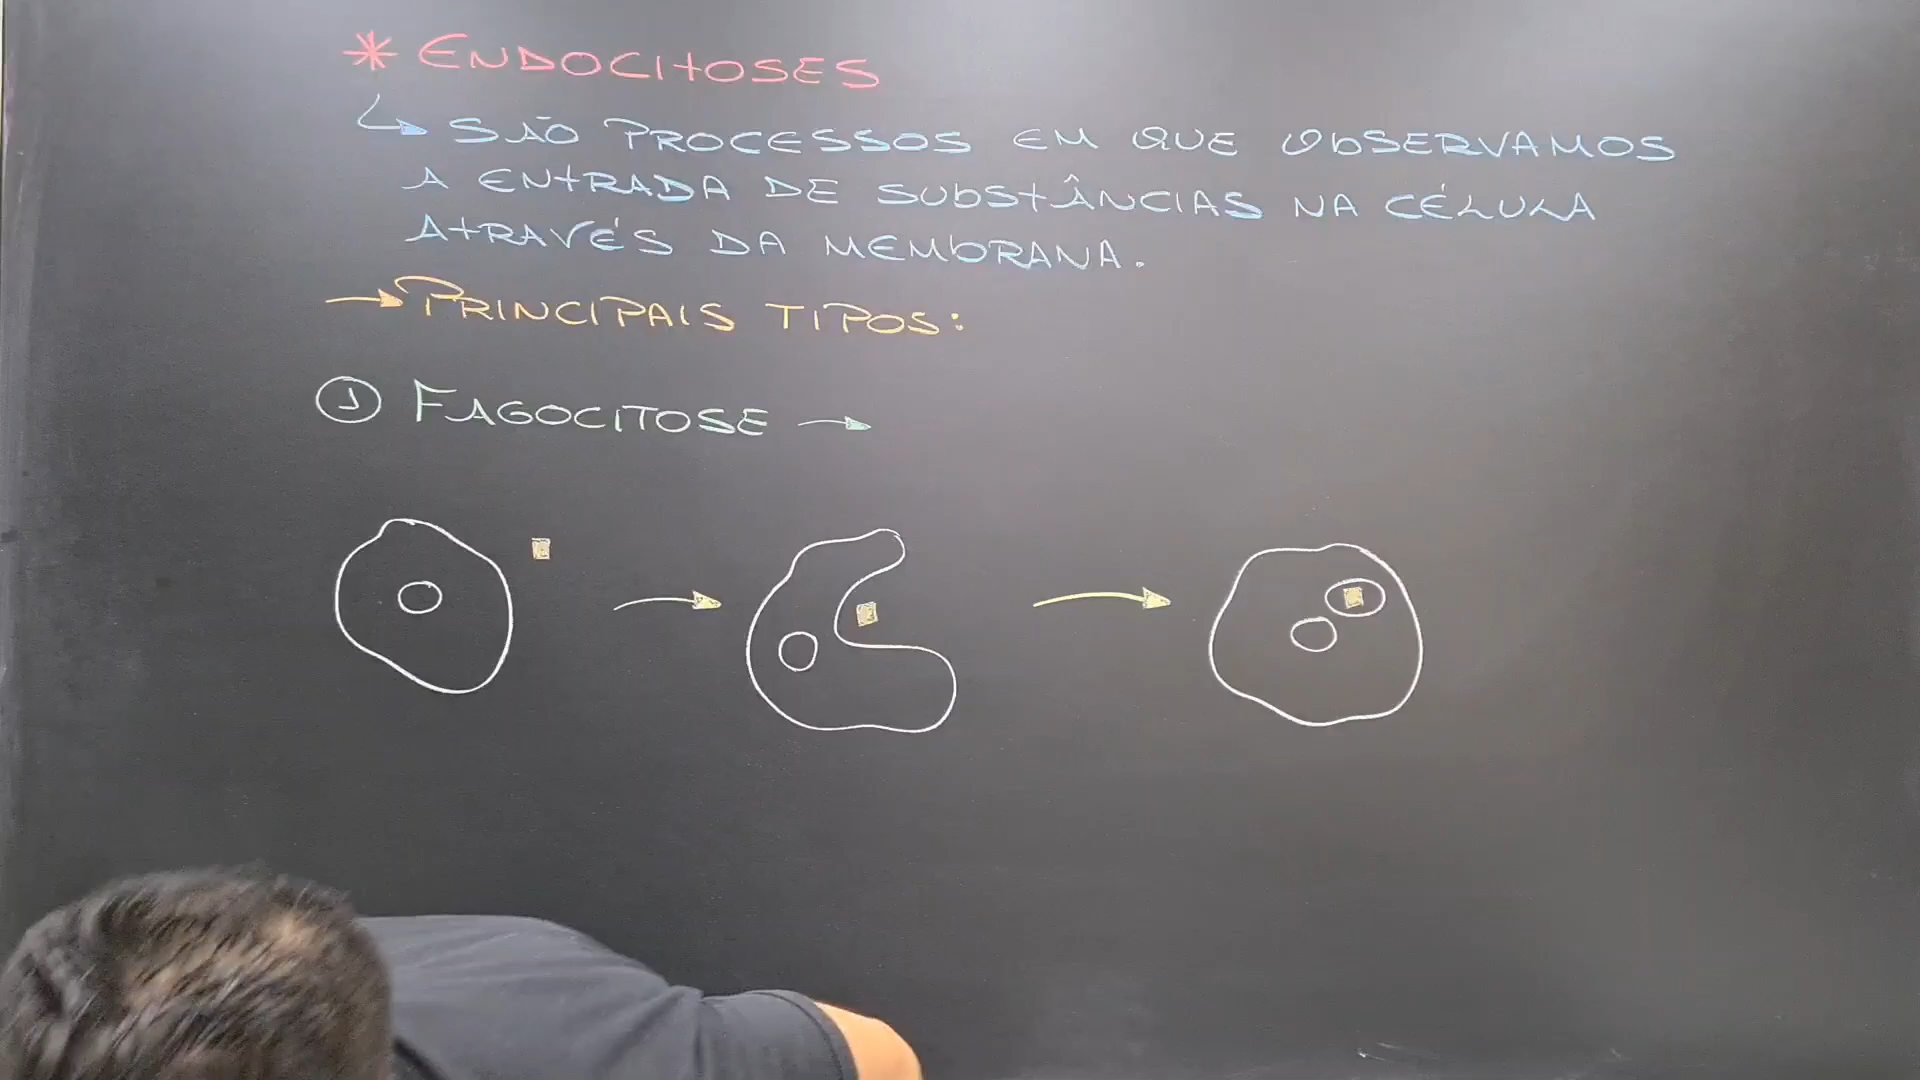 * ENDOCITOSES
↳ SÃO PROCESSOS EM QUE OBSERVAMOS
A ENTRADA DE SUBSTÂNCIAS NA CÉLULA
ATRAVÉS DA MEMBRANA.
→ PRINCIPAIS TIPOS:
① FAGOCITOSE →